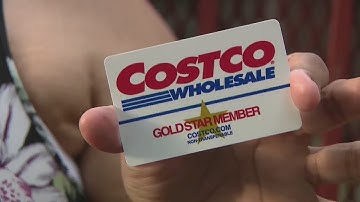 COSTCO
WHOLESALE
GOLD STAR MEMBER
COSTCO.COM
NON-TRANSFERABLE